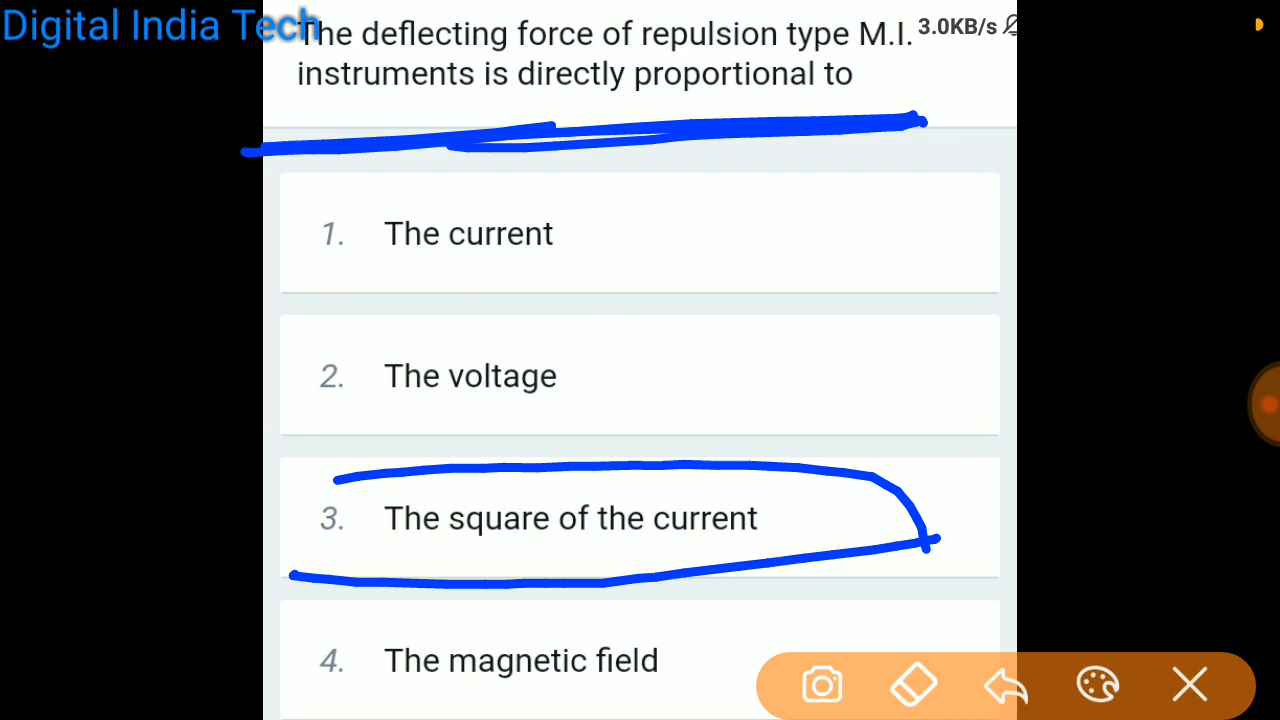 Digital India Tech
The deflecting force of repulsion type M.I.
3.0KB/s
instruments is directly proportional to
1. The current
2. The voltage
3. The square of the current
4. The magnetic field